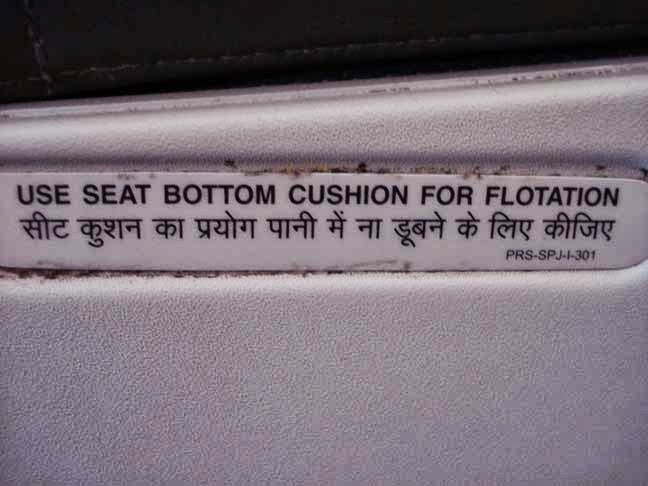 USE SEAT BOTTOM CUSHION FOR FLOTATION
सीट कुशन का प्रयोग पानी में ना डूबने के लिए कीजिए
PRS-SPJ-I-301